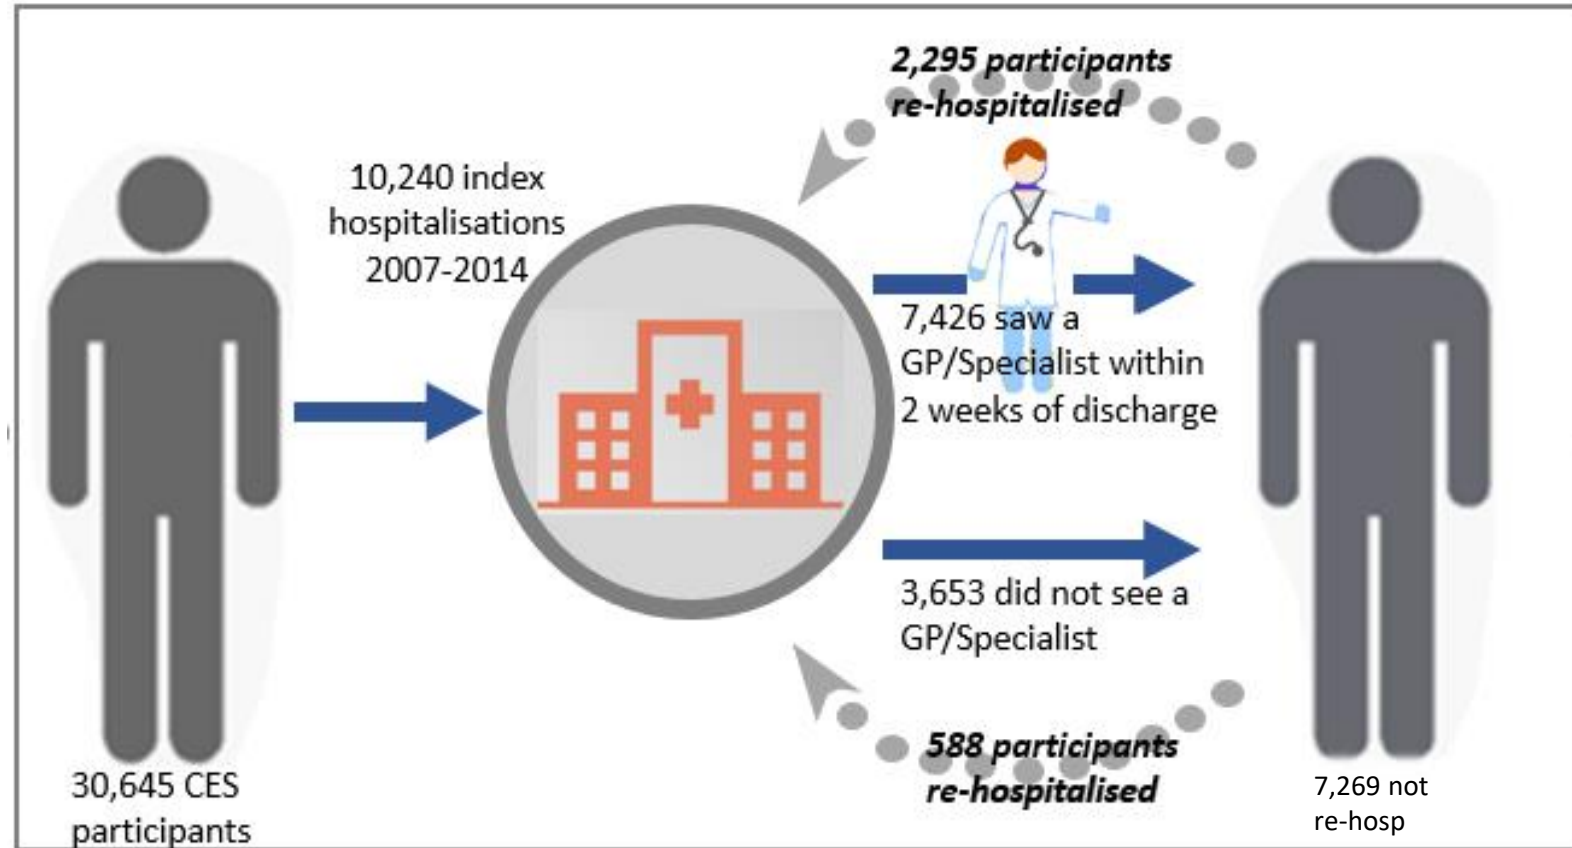 2,295 participants
re-hospitalised
10,240 index
hospitalisations
2007-2014
7,426 saw a
GP/Specialist within
2 weeks of discharge
3,653 did not see a
GP/Specialist
588 participants
re-hospitalised
30,645 CES
participants
7,269 not
re-hosp